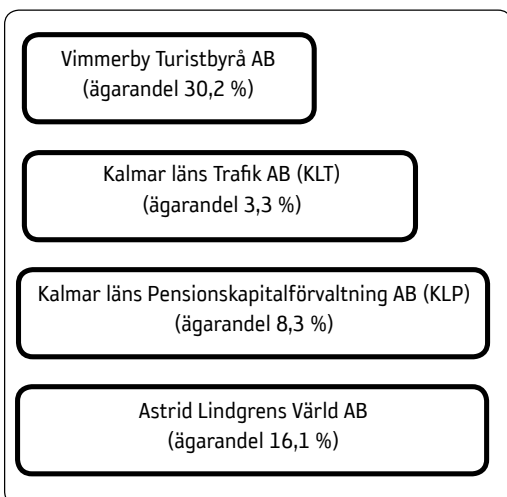 Vimmerby Turistbyrå AB
(ägarandel 30,2 %)
Kalmar läns Trafik AB (KLT)
(ägarandel 3,3 %)
Kalmar läns Pensionskapitalförvaltning AB (KLP)
(ägarandel 8,3 %)
Astrid Lindgrens Värld AB
(ägarandel 16,1 %)